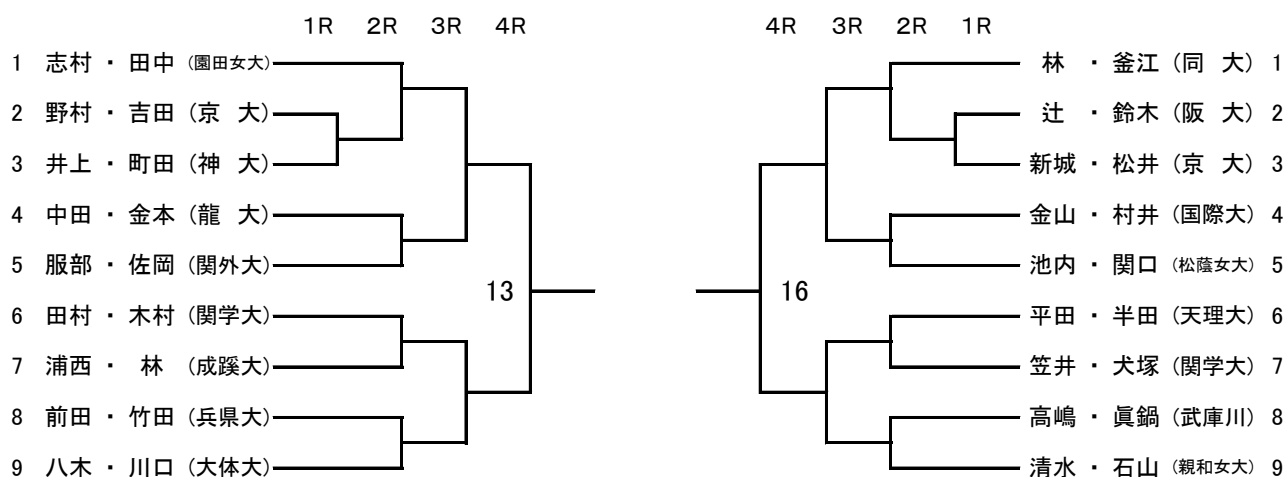 1R 2R 3R 4R
1 志村 ・ 田中 (園田女大)
2 野村 ・ 吉田 (京 大)
3 井上 ・ 町田 (神 大)
4 中田 ・ 金本 (龍 大)
5 服部 ・ 佐岡 (関外大)
6 田村 ・ 木村 (関学大)
7 浦西 ・ 林 (成蹊大)
8 前田 ・ 竹田 (兵県大)
9 八木 ・ 川口 (大体大)
13
4R 3R 2R 1R
林 ・ 釜江 (同 大) 1
辻 ・ 鈴木 (阪 大) 2
新城 ・ 松井 (京 大) 3
金山 ・ 村井 (国際大) 4
池内 ・ 関口 (松蔭女大) 5
平田 ・ 半田 (天理大) 6
笠井 ・ 犬塚 (関学大) 7
高嶋 ・ 眞鍋 (武庫川) 8
清水 ・ 石山 (親和女大) 9
16